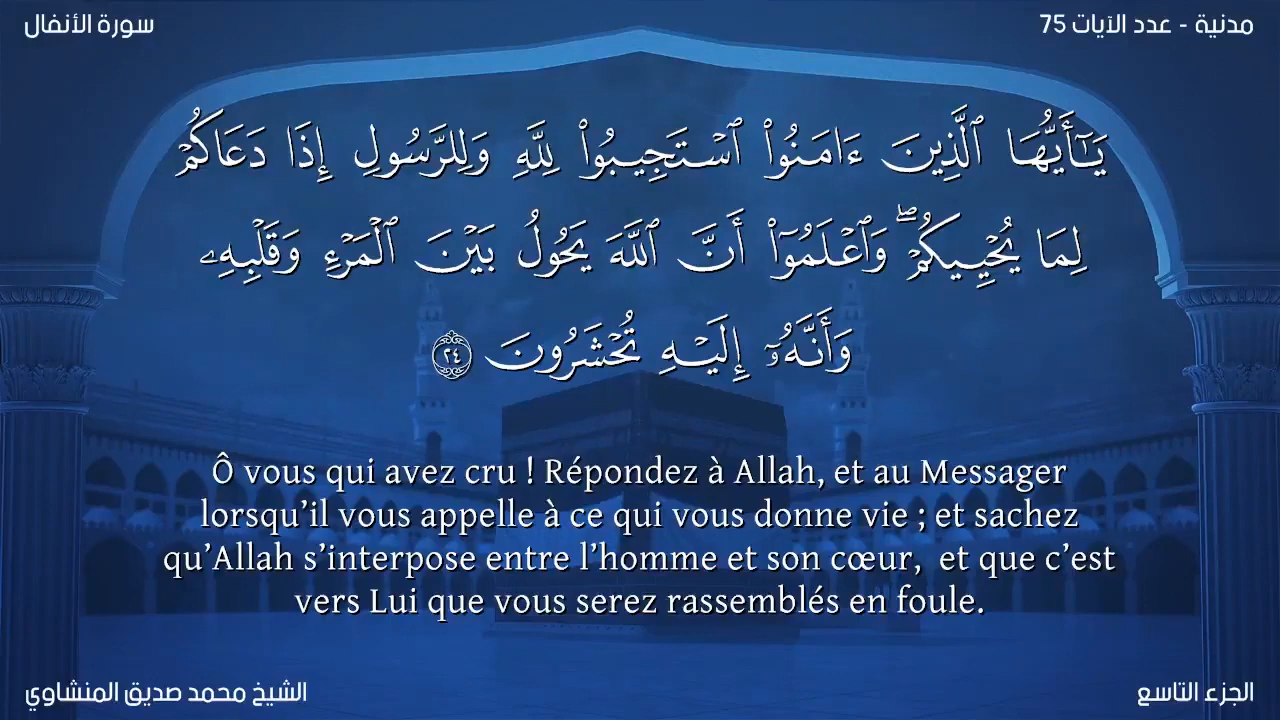 مدنية - عدد الآيات 75
سورة الأنفال
يَـٰٓأَيُّهَا ٱلَّذِينَ ءَامَنُوا۟ ٱسْتَجِيبُوا۟ لِلَّهِ وَلِلرَّسُولِ إِذَا دَعَاكُمْ
لِمَا يُحْيِيكُمْ ۖ وَٱعْلَمُوٓا۟ أَنَّ ٱللَّهَ يَحُولُ بَيْنَ ٱلْمَرْءِ وَقَلْبِهِۦ
وَأَنَّهُۥٓ إِلَيْهِ تُحْشَرُونَ ٢٤
Ô vous qui avez cru ! Répondez à Allah, et au Messager
lorsqu’il vous appelle à ce qui vous donne vie ; et sachez
qu’Allah s’interpose entre l’homme et son cœur, et que c’est
vers Lui que vous serez rassemblés en foule.
الجزء التاسع
الشيخ محمد صديق المنشاوي